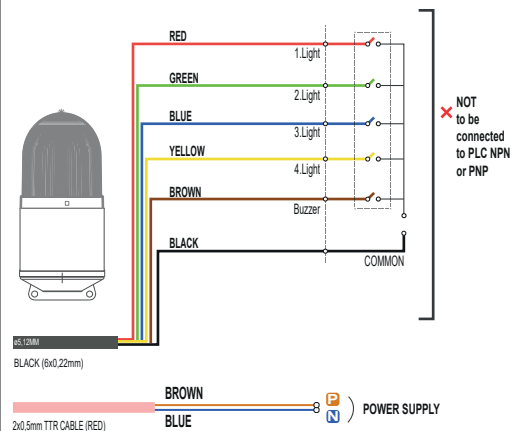 RED
1.Light
GREEN
2.Light
BLUE
3.Light
YELLOW
4.Light
BROWN
Buzzer
BLACK
COMMON
NOT
to be
connected
to PLC NPN
or PNP
ø5,12MM
BLACK (6x0,22mm)
BROWN
P
N
POWER SUPPLY
BLUE
2x0,5mm TTR CABLE (RED)